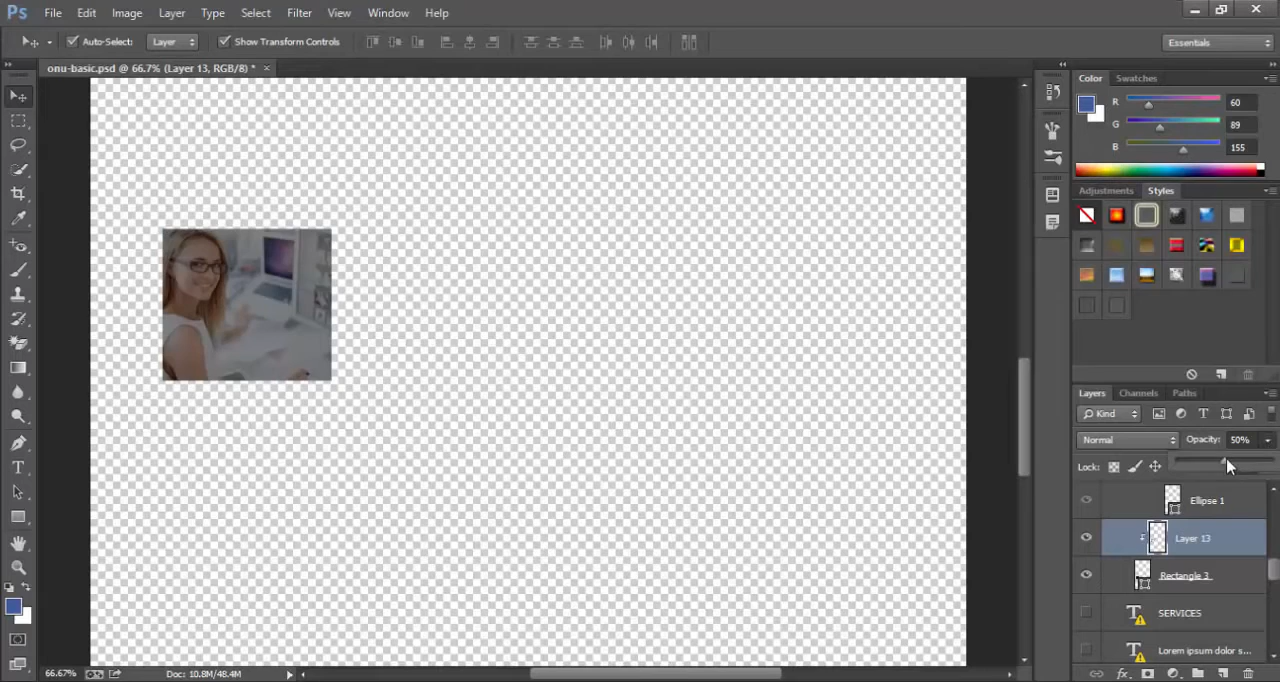 Ps File Edit Image Layer Type Select Filter View Window Help
Auto-Select: Layer Show Transform Controls Essentials
onu-basic.psd @ 66.7% (Layer 13, RGB/8) * ×
Color Swatches
R 60
G 89
B 155
Adjustments Styles
Layers Channels Paths
Kind
Normal Opacity: 50%
Lock:
Ellipse 1
Layer 13
Rectangle 3
T SERVICES
T Lorem ipsum dolor s...
66.67% Doc: 10.8M/48.4M
fx